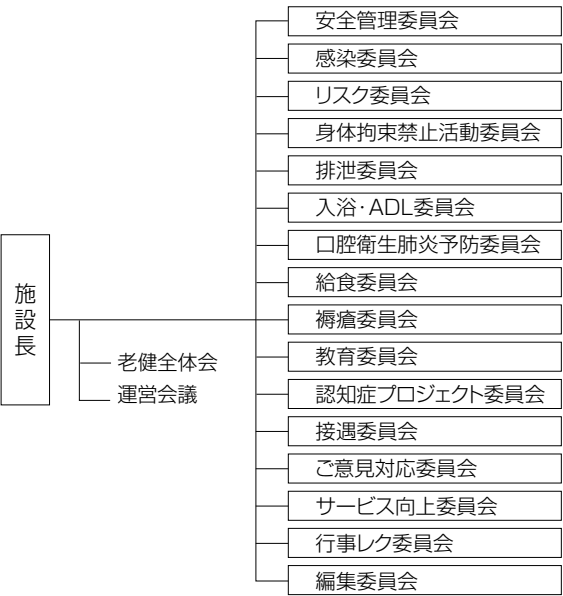 施設長
老健全体会
運営会議
安全管理委員会
感染委員会
リスク委員会
身体拘束禁止活動委員会
排泄委員会
入浴・ADL委員会
口腔衛生肺炎予防委員会
給食委員会
褥瘡委員会
教育委員会
認知症プロジェクト委員会
接遇委員会
ご意見対応委員会
サービス向上委員会
行事レク委員会
編集委員会